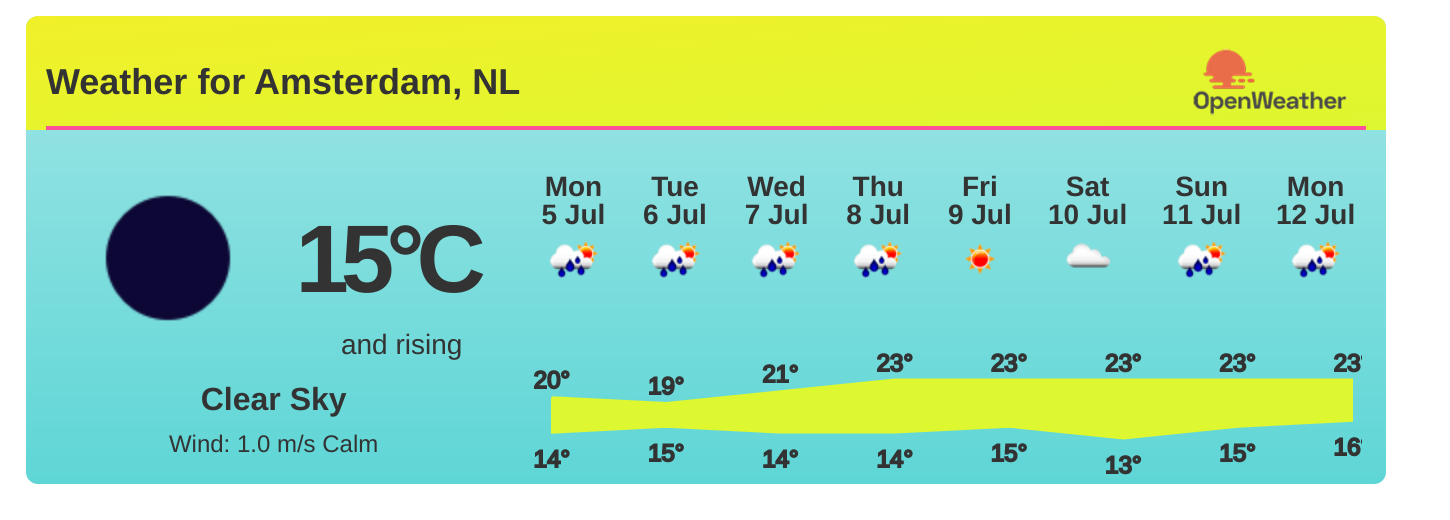 Weather for Amsterdam, NL
OpenWeather
15°C
and rising
Clear Sky
Wind: 1.0 m/s Calm
Mon Tue Wed Thu Fri Sat Sun Mon
5 Jul 6 Jul 7 Jul 8 Jul 9 Jul 10 Jul 11 Jul 12 Jul
20° 19° 21° 23° 23° 23° 23° 23°
14° 15° 14° 14° 15° 13° 15° 16°